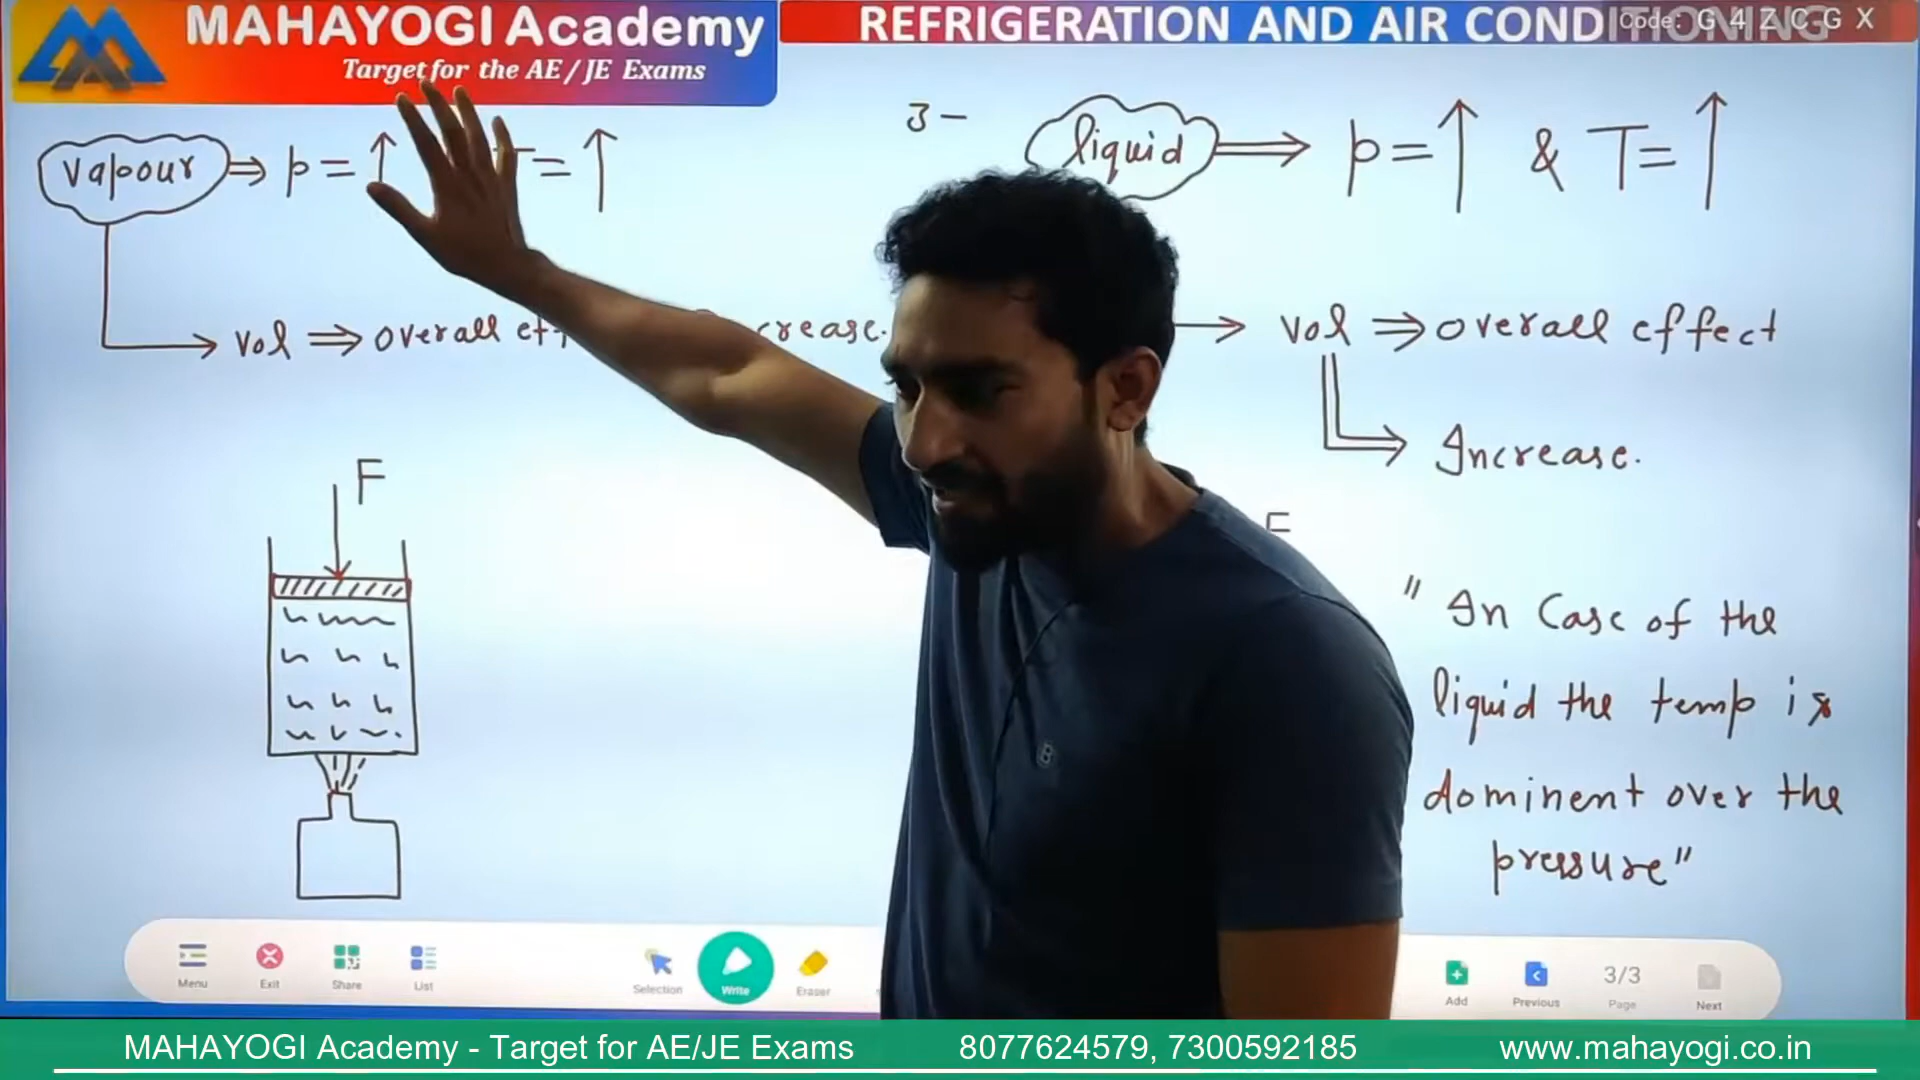 MAHAYOGI Academy
Target for the AE/JE Exams
REFRIGERATION AND AIR CONDITIONING
Code: G 4 Z C G X
vapour ⇒ p = ↑ T = ↑
vol ⇒ overall
crease.
F
3 –
liquid ⇒ p = ↑ & T = ↑
vol ⇒ overall effect
Increase.
F
" In Case of the
liquid the temp is
dominent over the
pressure"
Menu
Exit
Share
List
Selection
Write
Eraser
Add
Previous
3/3
Page
Next
MAHAYOGI Academy - Target for AE/JE Exams 8077624579, 7300592185 www.mahayogi.co.in